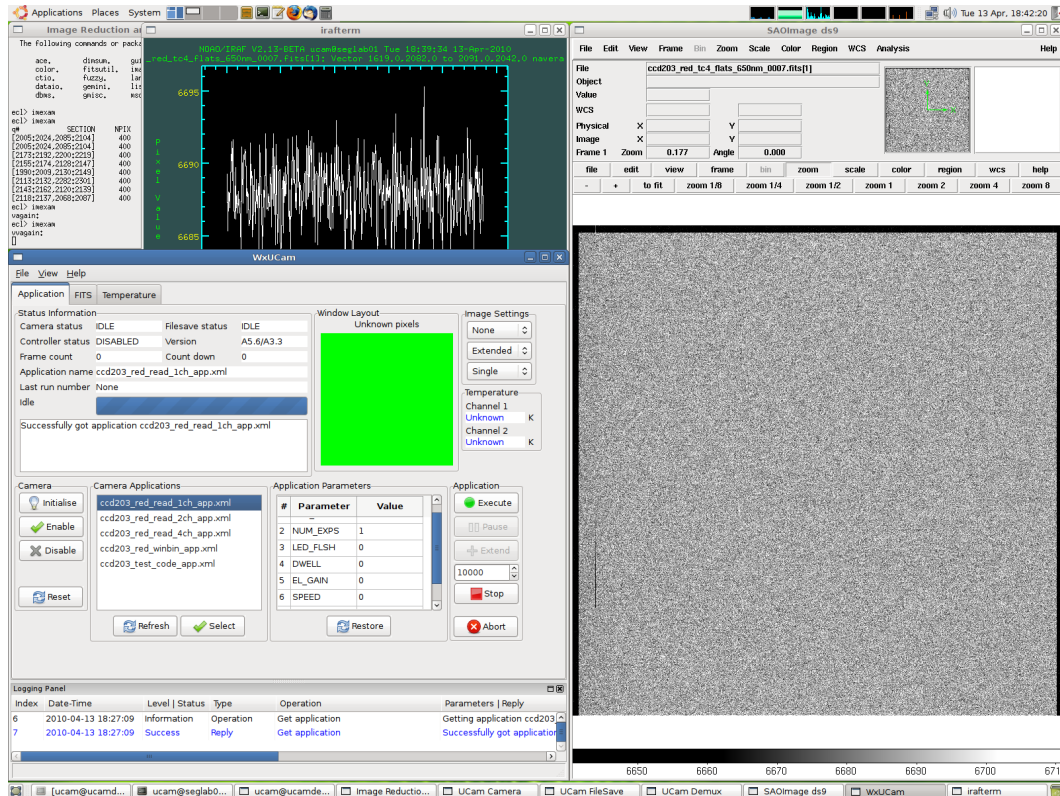 Applications Places System Tue 13 Apr, 18:42:20
Image Reduction ar
The following commands or packa
ace. dimsum. gui
color. fitsutil. ima
ctio. fuzzy. lar
dataio. gemini. lis
dbms. gmisc. msc
ecl> imexam
ecl> imexam
q# SECTION NPIX
[2005:2024,2085:2104] 400
[2005:2024,2085:2104] 400
[2173:2192,2200:2219] 400
[2155:2174,2128:2147] 400
[1990:2009,2130:2149] 400
[2113:2132,2282:2301] 400
[2143:2162,2120:2139] 400
[2118:2137,2068:2087] 400
ecl> imexam
vagain:
ecl> imexam
vvagain:
irafterm
NOAO/IRAF V2.13-BETA ucam@seglab01 Tue 18:39:34 13-Apr-2010
_red_tc4_flats_650nm_0007.fits[1]: Vector 1619,0,2082,0 to 2091,0,2042,0 navera
Pixel Value
6695
6690
6685
SAOImage ds9
File Edit View Frame Bin Zoom Scale Color Region WCS Analysis Help
File ccd203_red_tc4_flats_650nm_0007.fits[1]
Object
Value
WCS
Physical X Y
Image X Y
Frame 1 Zoom 0.177 Angle 0.000
file edit view frame bin zoom scale color region wcs help
- + to fit zoom 1/8 zoom 1/4 zoom 1/2 zoom 1 zoom 2 zoom 4 zoom 8
6650 6660 6670 6680 6690 6700 671
WxUCam
File View Help
Application FITS Temperature
Status Information
Camera status IDLE Filesave status IDLE
Controller status DISABLED Version A5.6/A3.3
Frame count 0 Count down 0
Application name ccd203_red_read_1ch_app.xml
Last run number None
Idle
Successfully got application ccd203_red_read_1ch_app.xml
Window Layout
Unknown pixels
Image Settings
None
Extended
Single
Temperature
Channel 1
Unknown K
Channel 2
Unknown K
Camera
Initialise
Enable
Disable
Reset
Camera Applications
ccd203_red_read_1ch_app.xml
ccd203_red_read_2ch_app.xml
ccd203_red_read_4ch_app.xml
ccd203_red_winbin_app.xml
ccd203_test_code_app.xml
Refresh Select
Application Parameters
# Parameter Value
2 NUM_EXPS 1
3 LED_FLSH 0
4 DWELL 0
5 EL_GAIN 0
6 SPEED 0
Restore
Application
Execute
Pause
Extend
10000
Stop
Abort
Logging Panel
Index Date-Time Level | Status Type Operation Parameters | Reply
6 2010-04-13 18:27:09 Information Operation Get application Getting application ccd203_
7 2010-04-13 18:27:09 Success Reply Get application Successfully got application
[ucam@ucamd... ucam@seglab0... ucam@ucamde... Image Reductio... UCam Camera UCam FileSave UCam Demux SAOImage ds9 WxUCam irafterm